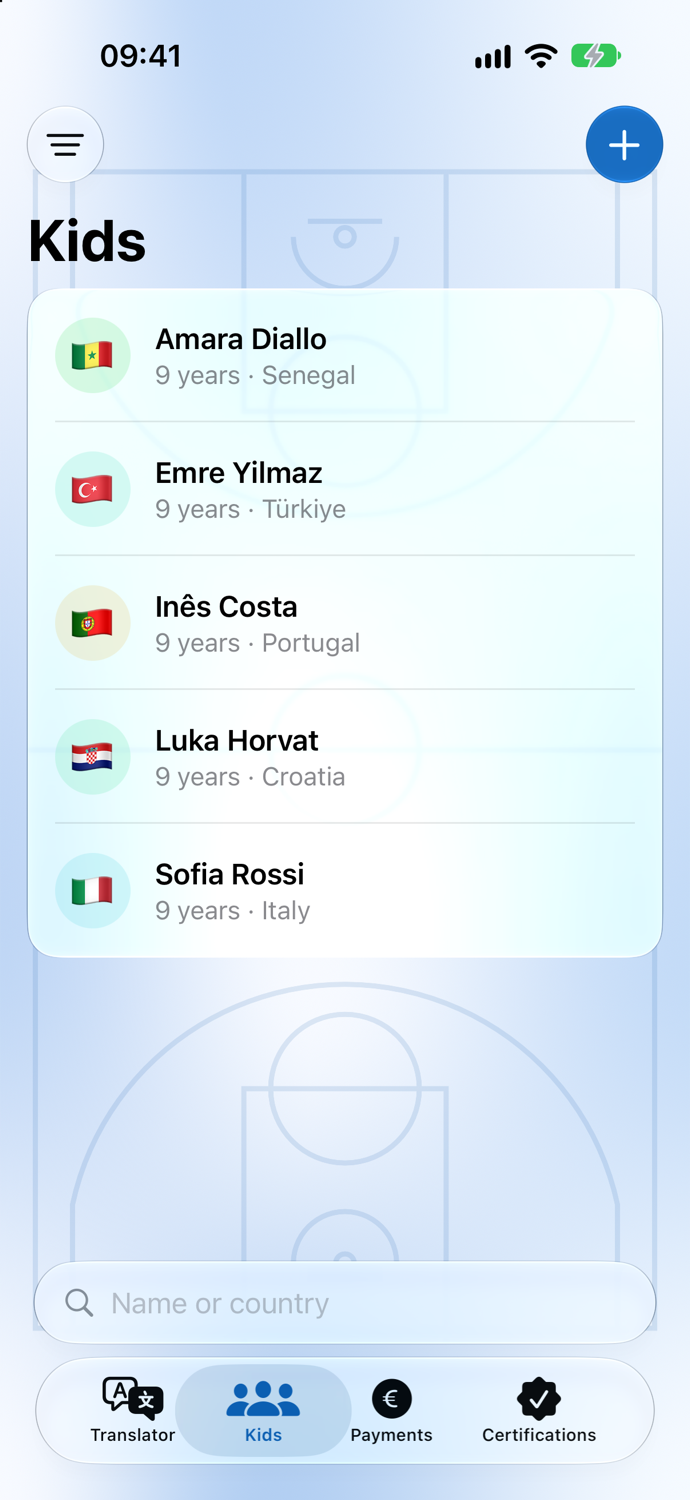 09:41
Kids
Amara Diallo
9 years · Senegal
Emre Yilmaz
9 years · Türkiye
Inês Costa
9 years · Portugal
Luka Horvat
9 years · Croatia
Sofia Rossi
9 years · Italy
Name or country
A 文
€
Translator Kids Payments Certifications